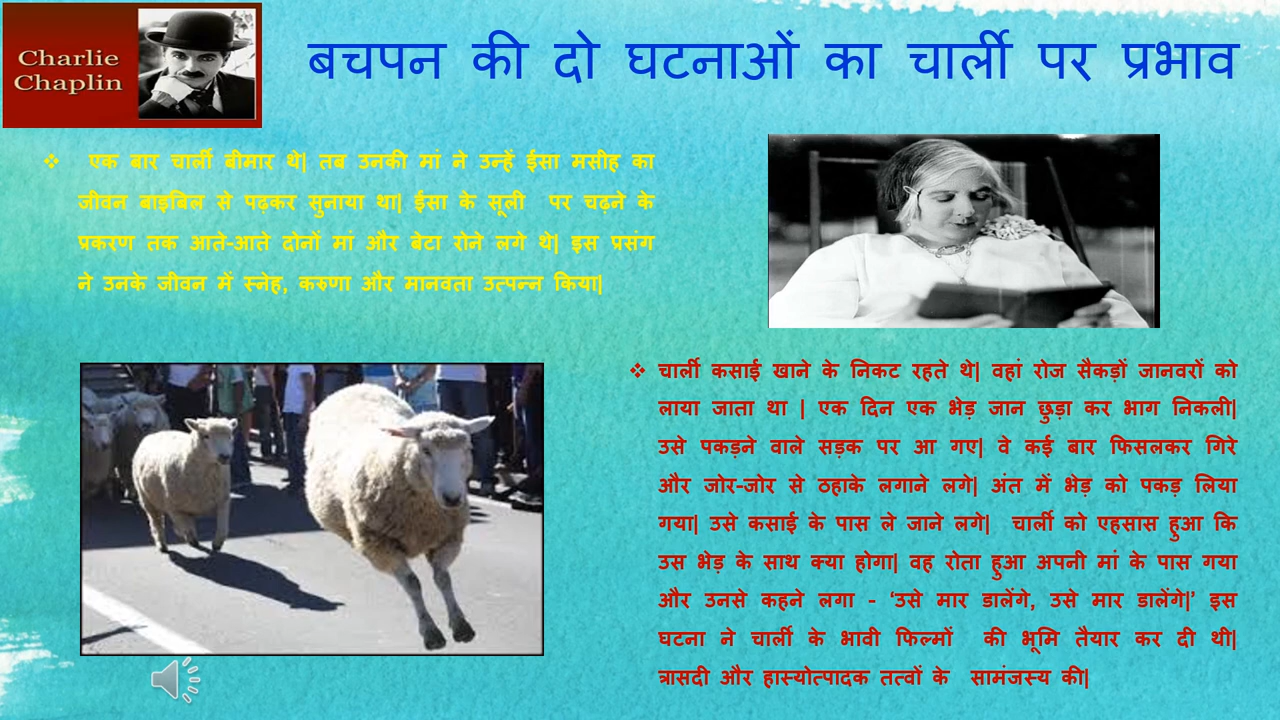 Charlie
Chaplin
बचपन की दो घटनाओं का चार्ली पर प्रभाव
❖ एक बार चार्ली बीमार थे| तब उनकी मां ने उन्हें ईसा मसीह का
जीवन बाइबिल से पढ़कर सुनाया था| ईसा के सूली पर चढ़ने के
प्रकरण तक आते-आते दोनों मां और बेटा रोने लगे थे| इस प्रसंग
ने उनके जीवन में स्नेह, करुणा और मानवता उत्पन्न किया|
❖ चार्ली कसाई खाने के निकट रहते थे| वहां रोज सैकड़ों जानवरों को
लाया जाता था | एक दिन एक भेड़ जान छुड़ा कर भाग निकली|
उसे पकड़ने वाले सड़क पर आ गए| वे कई बार फिसलकर गिरे
और जोर-जोर से ठहाके लगाने लगे| अंत में भेड़ को पकड़ लिया
गया| उसे कसाई के पास ले जाने लगे| चार्ली को एहसास हुआ कि
उस भेड़ के साथ क्या होगा| वह रोता हुआ अपनी मां के पास गया
और उनसे कहने लगा - ‘उसे मार डालेंगे, उसे मार डालेंगे|’ इस
घटना ने चार्ली के भावी फिल्मों की भूमि तैयार कर दी थी|
त्रासदी और हास्योत्पादक तत्वों के सामंजस्य की|